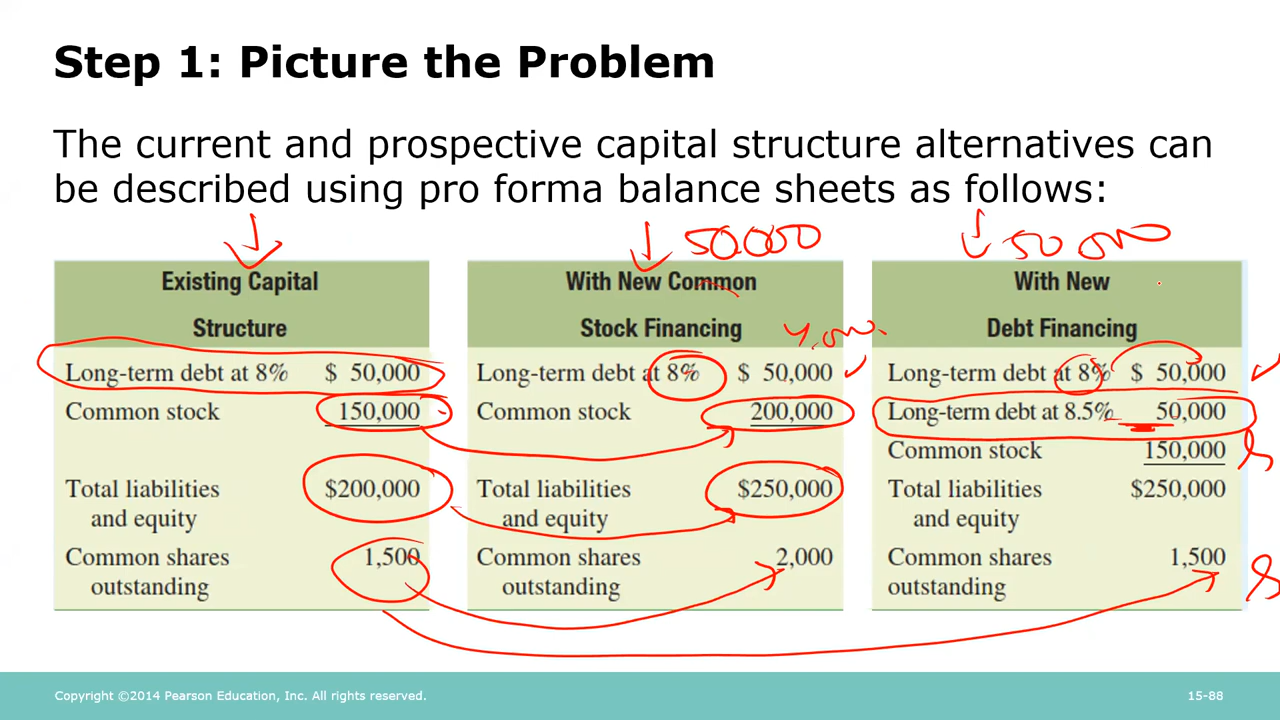 Step 1: Picture the Problem
The current and prospective capital structure alternatives can
be described using pro forma balance sheets as follows:
50.000
50 000
Existing Capital
Structure
Long-term debt at 8% $ 50,000
Common stock 150,000
Total liabilities $200,000
and equity
Common shares 1,500
outstanding
With New Common
Stock Financing
4,000.
Long-term debt at 8% $ 50,000
Common stock 200,000
Total liabilities $250,000
and equity
Common shares 2,000
outstanding
With New
Debt Financing
Long-term debt at 8% $ 50,000
Long-term debt at 8.5% 50,000
Common stock 150,000
Total liabilities $250,000
and equity
Common shares 1,500
outstanding
Copyright ©2014 Pearson Education, Inc. All rights reserved.
15-88